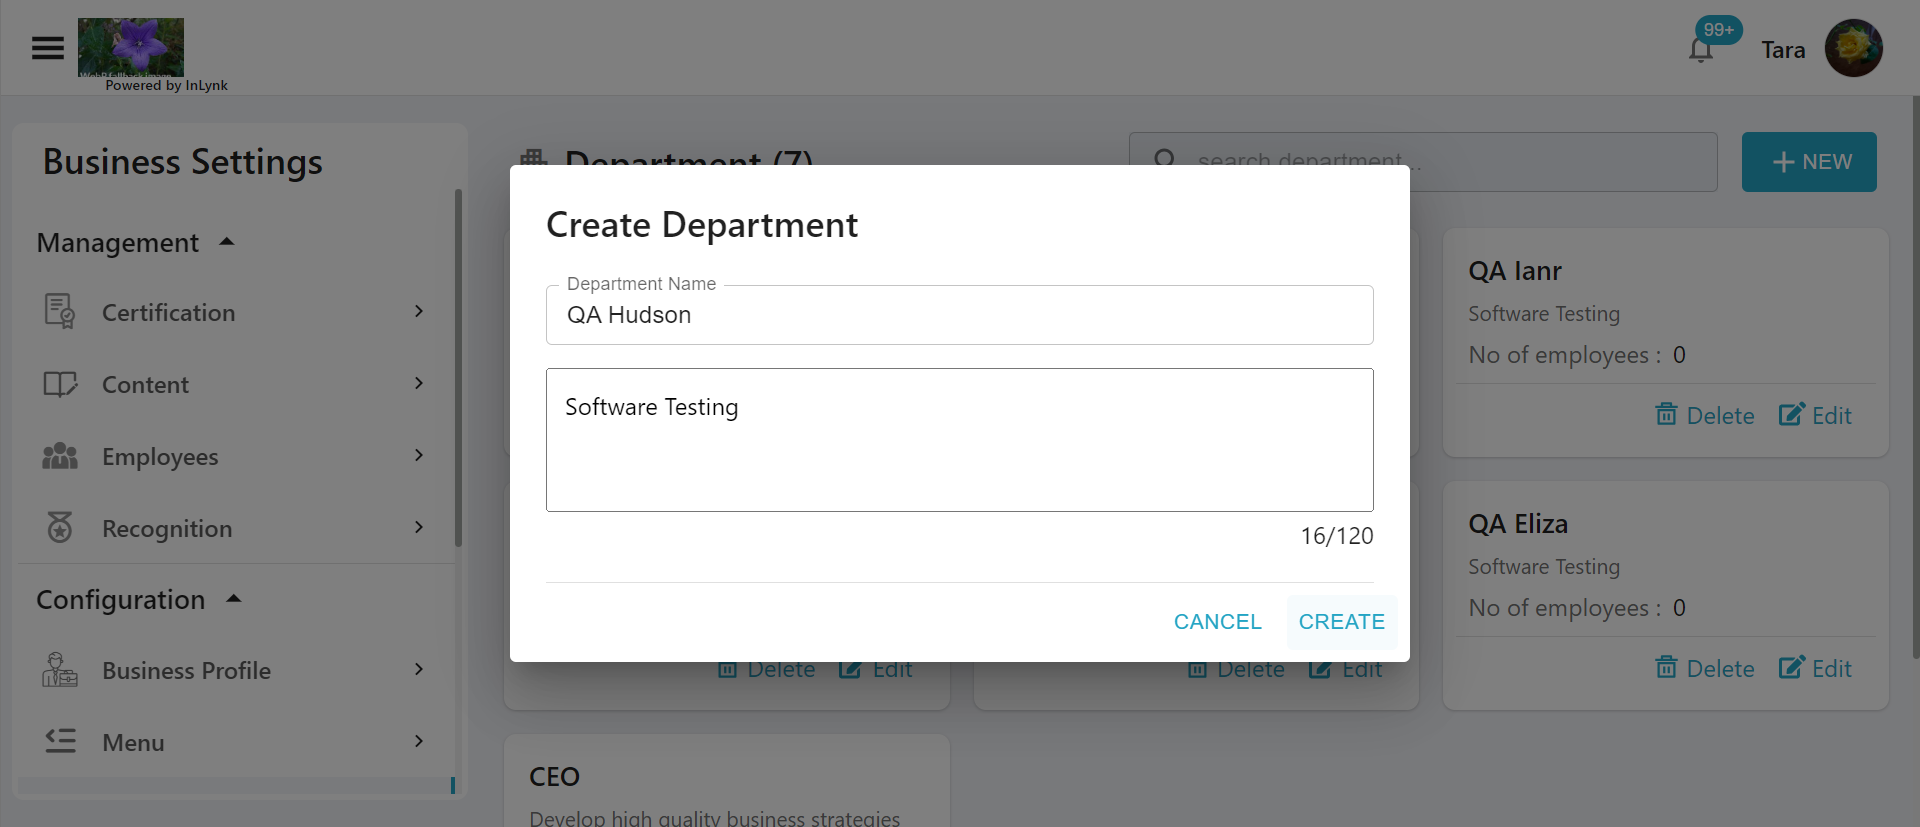 WebP fallback image
Powered by InLynk
99+
Tara
Business Settings
Management
Certification
Content
Employees
Recognition
Configuration
Business Profile
Menu
Department (7)
search department...
NEW
Create Department
Department Name
QA Hudson
Software Testing
16/120
CANCEL
CREATE
QA Ianr
Software Testing
No of employees : 0
Delete
Edit
Delete
Edit
Delete
Edit
QA Eliza
Software Testing
No of employees : 0
Delete
Edit
CEO
Develop high quality business strategies